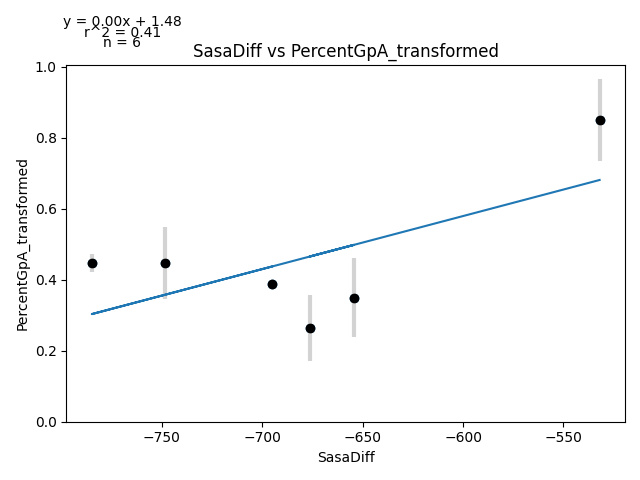 y = 0.00x + 1.48
r^2 = 0.41
n = 6
SasaDiff vs PercentGpA_transformed
1.0
0.8
0.6
0.4
0.2
0.0
PercentGpA_transformed
−750
−700
−650
−600
−550
SasaDiff